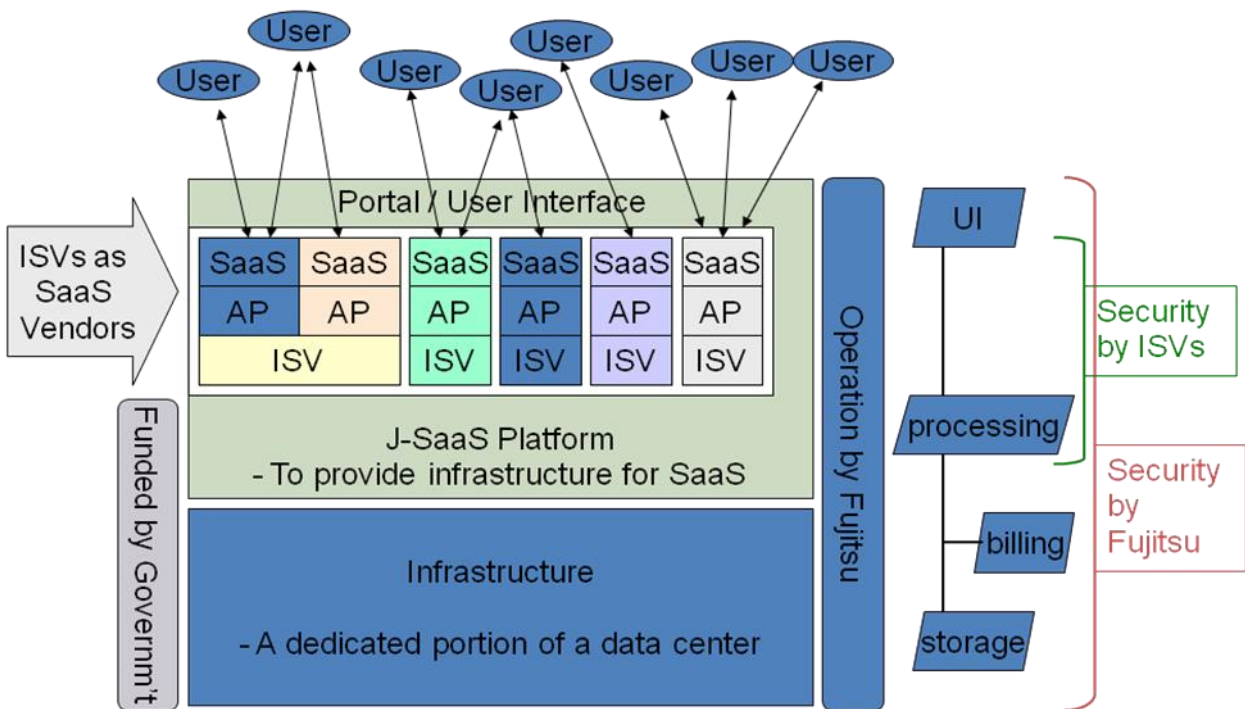 User
User
User
User
User
User
User
User
Portal / User Interface
ISVs as
SaaS
Vendors
SaaS
SaaS
SaaS
SaaS
SaaS
SaaS
AP
AP
AP
AP
AP
AP
ISV
ISV
ISV
ISV
ISV
J-SaaS Platform
- To provide infrastructure for SaaS
Infrastructure
- A dedicated portion of a data center
Funded by Governm't
Operation by Fujitsu
UI
processing
billing
storage
Security
by ISVs
Security
by
Fujitsu